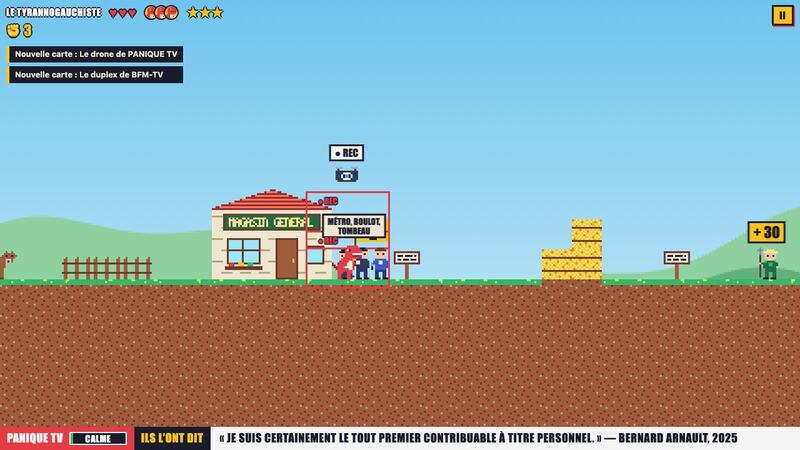 LE TYRANNOGAUCHISTE
3
Nouvelle carte : Le drone de PANIQUE TV
Nouvelle carte : Le duplex de BFM-TV
● REC
● REC
MAGASIN GENERAL
MÉTRO, BOULOT,
TOMBEAU
● REC
+ 30
PANIQUE TV
CALME
ILS L'ONT DIT
« JE SUIS CERTAINEMENT LE TOUT PREMIER CONTRIBUABLE À TITRE PERSONNEL. » — BERNARD ARNAULT, 2025